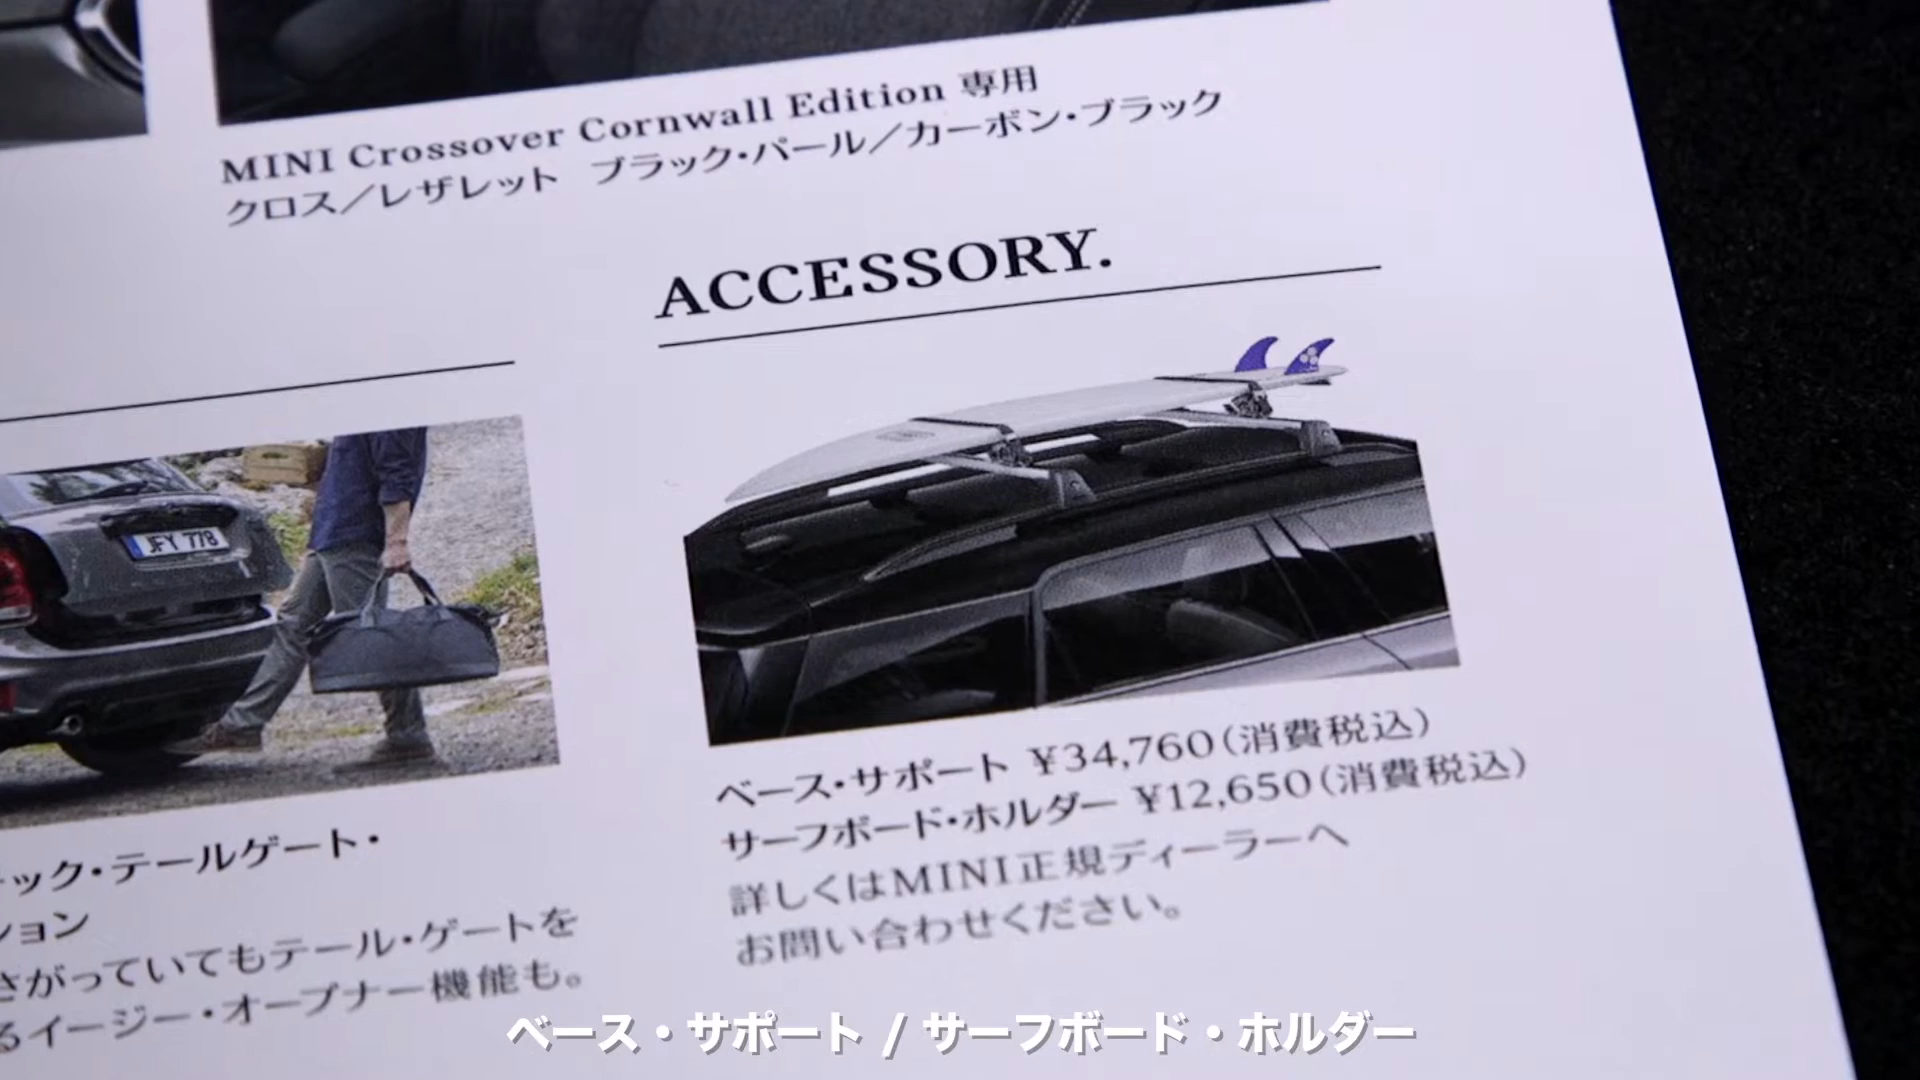 MINI Crossover Cornwall Edition 専用
クロス／レザレット ブラック・パール／カーボン・ブラック
ACCESSORY.
JFY 778
ック・テールゲート・
ション
さがっていてもテール・ゲートを
るイージー・オープナー機能も。
ベース・サポート ¥34,760（消費税込）
サーフボード・ホルダー ¥12,650（消費税込）
詳しくはMINI正規ディーラーへ
お問い合わせください。
ベース・サポート / サーフボード・ホルダー